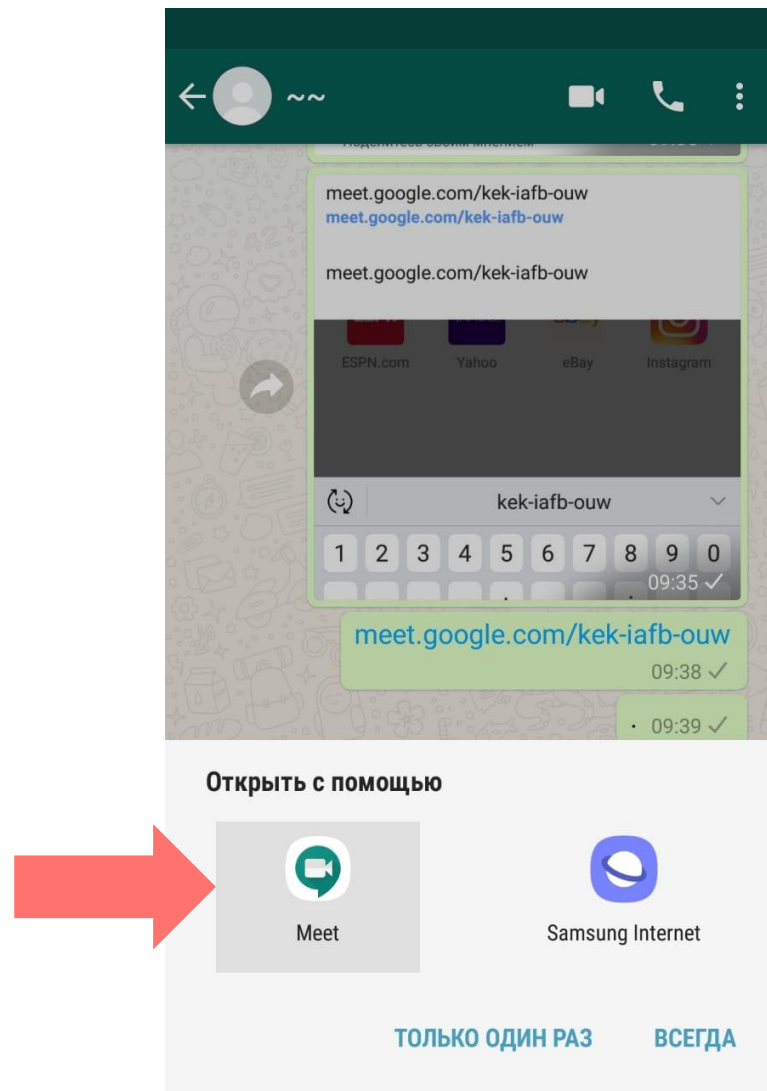 ~~
meet.google.com/kek-iafb-ouw
meet.google.com/kek-iafb-ouw
meet.google.com/kek-iafb-ouw
ESPN.com Yahoo eBay Instagram
kek-iafb-ouw
1 2 3 4 5 6 7 8 9 0
09:35
meet.google.com/kek-iafb-ouw
09:38
. 09:39
Открыть с помощью
Meet Samsung Internet
ТОЛЬКО ОДИН РАЗ ВСЕГДА